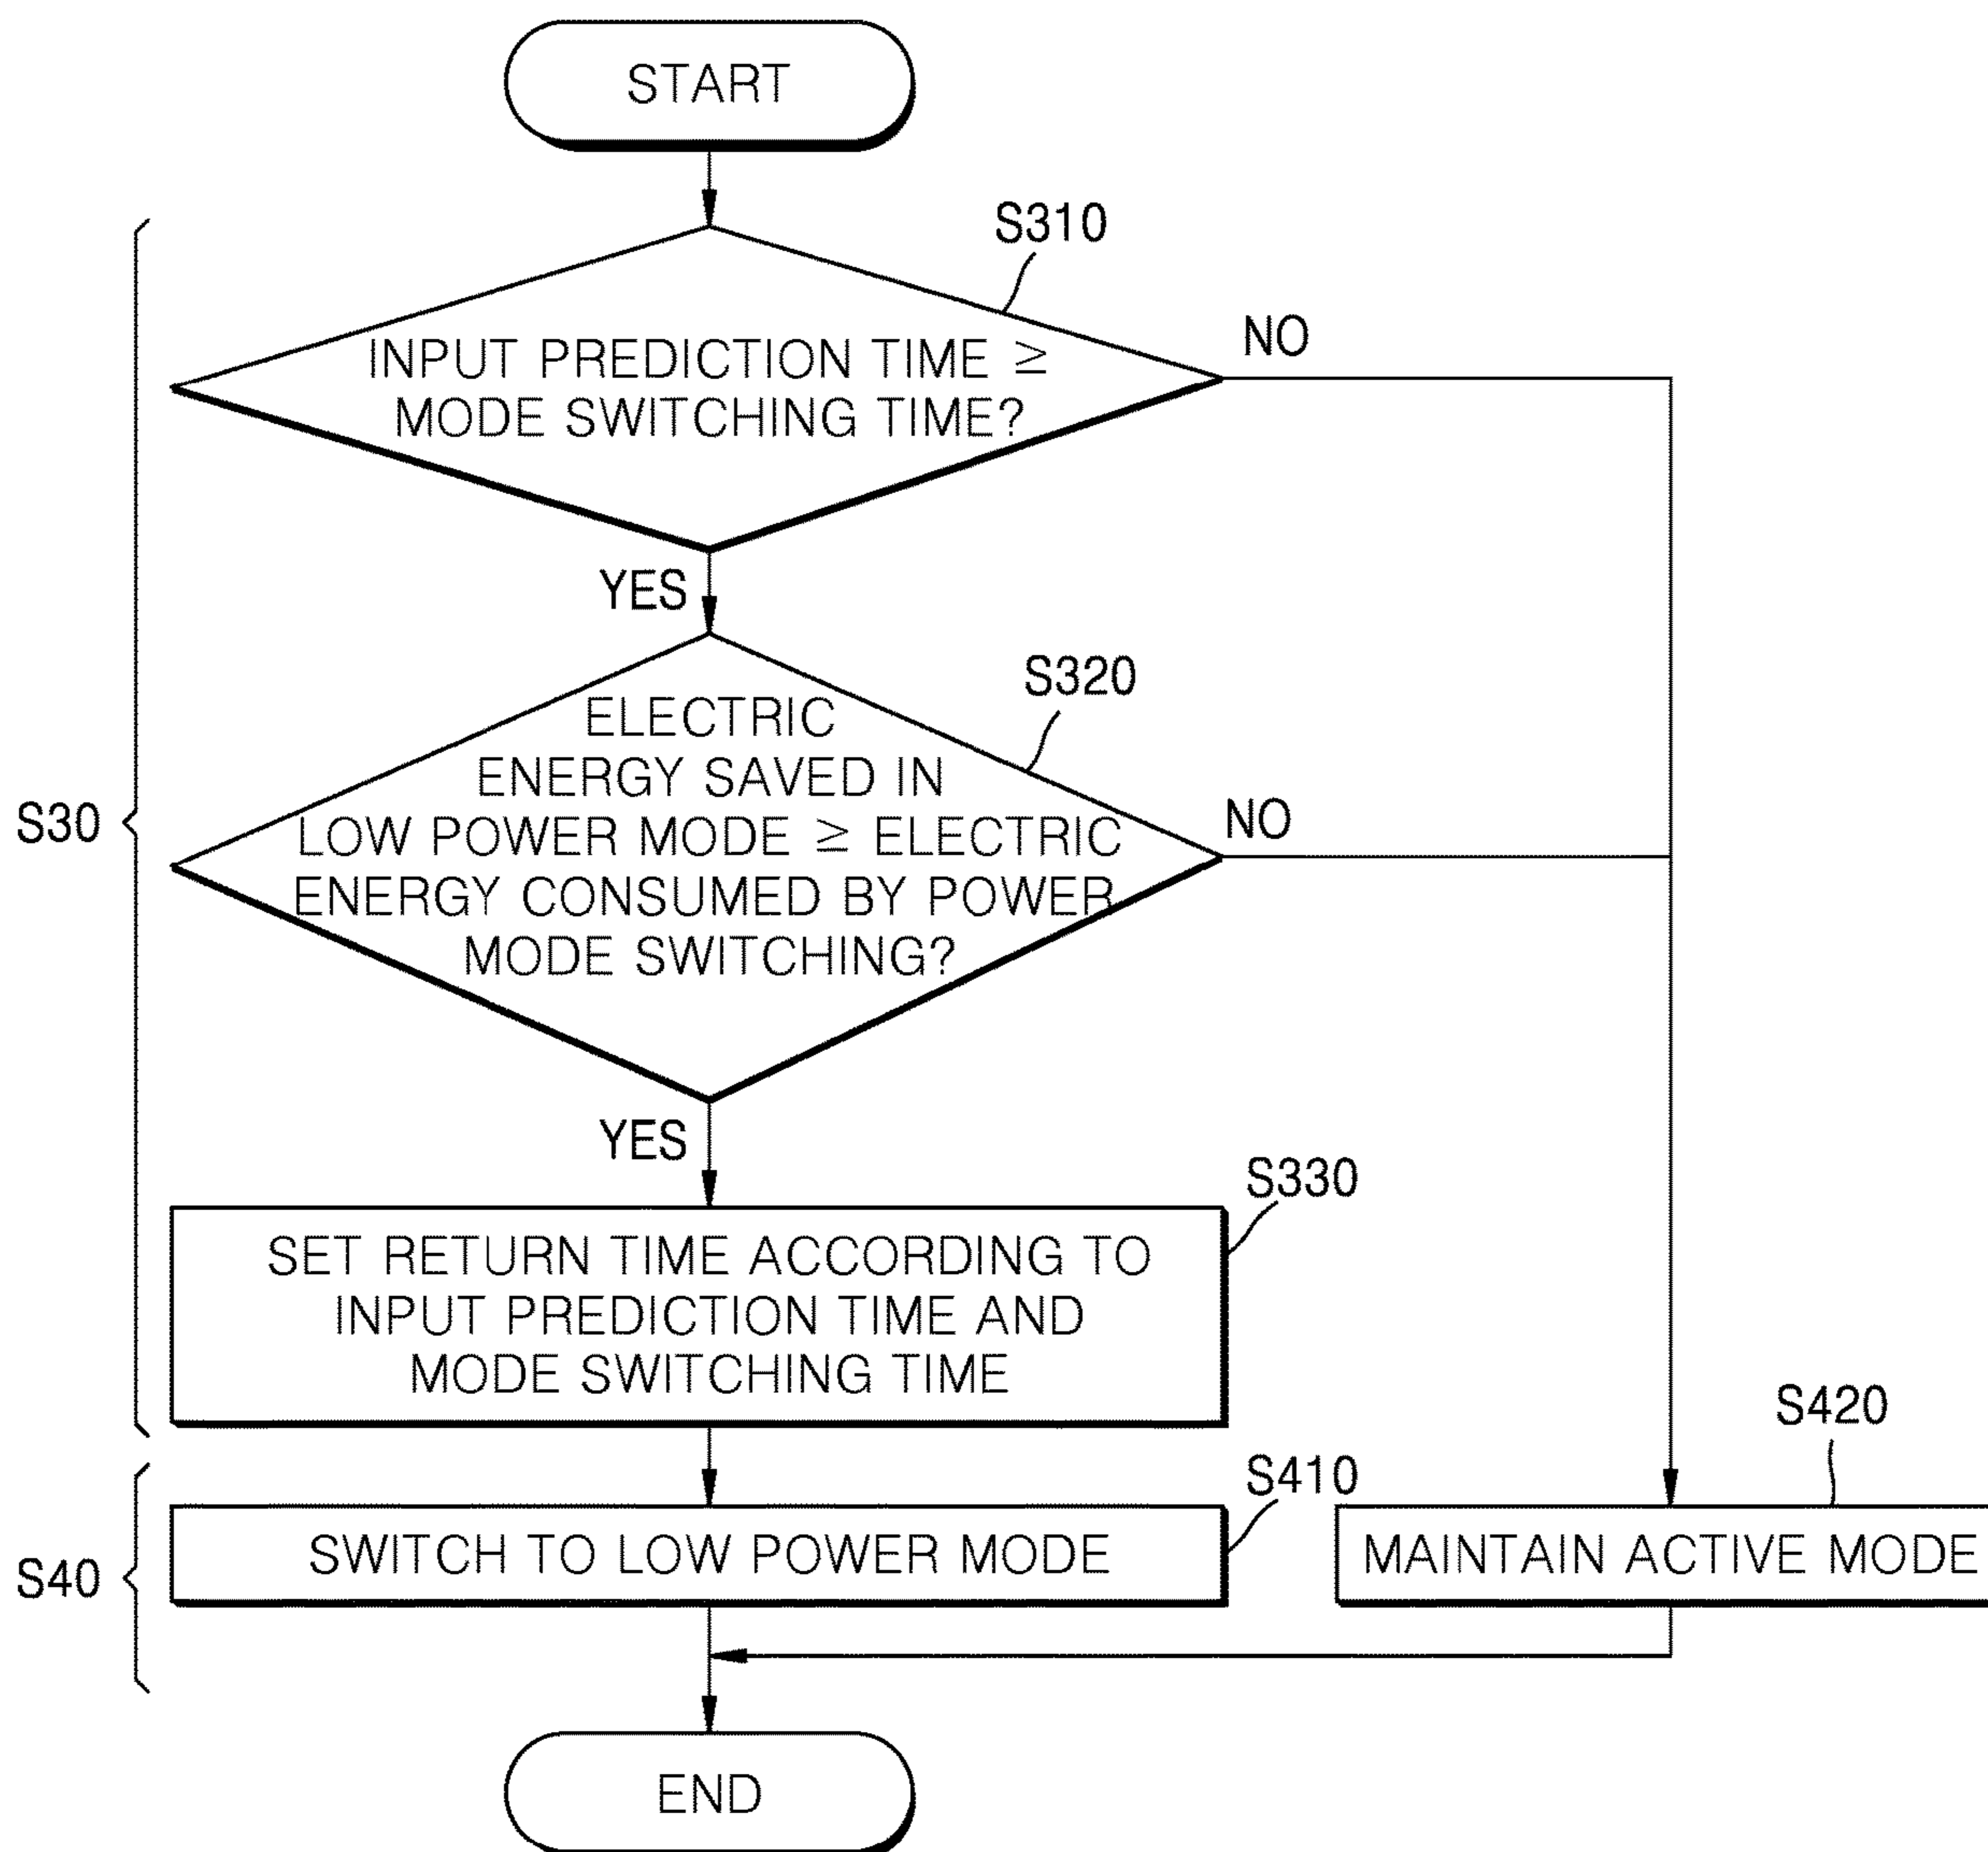 START
S310
INPUT PREDICTION TIME ≥
MODE SWITCHING TIME?
NO
YES
S320
ELECTRIC
ENERGY SAVED IN
LOW POWER MODE ≥ ELECTRIC
ENERGY CONSUMED BY POWER
MODE SWITCHING?
NO
S30
YES
S330
SET RETURN TIME ACCORDING TO
INPUT PREDICTION TIME AND
MODE SWITCHING TIME
S420
S410
SWITCH TO LOW POWER MODE
MAINTAIN ACTIVE MODE
S40
END